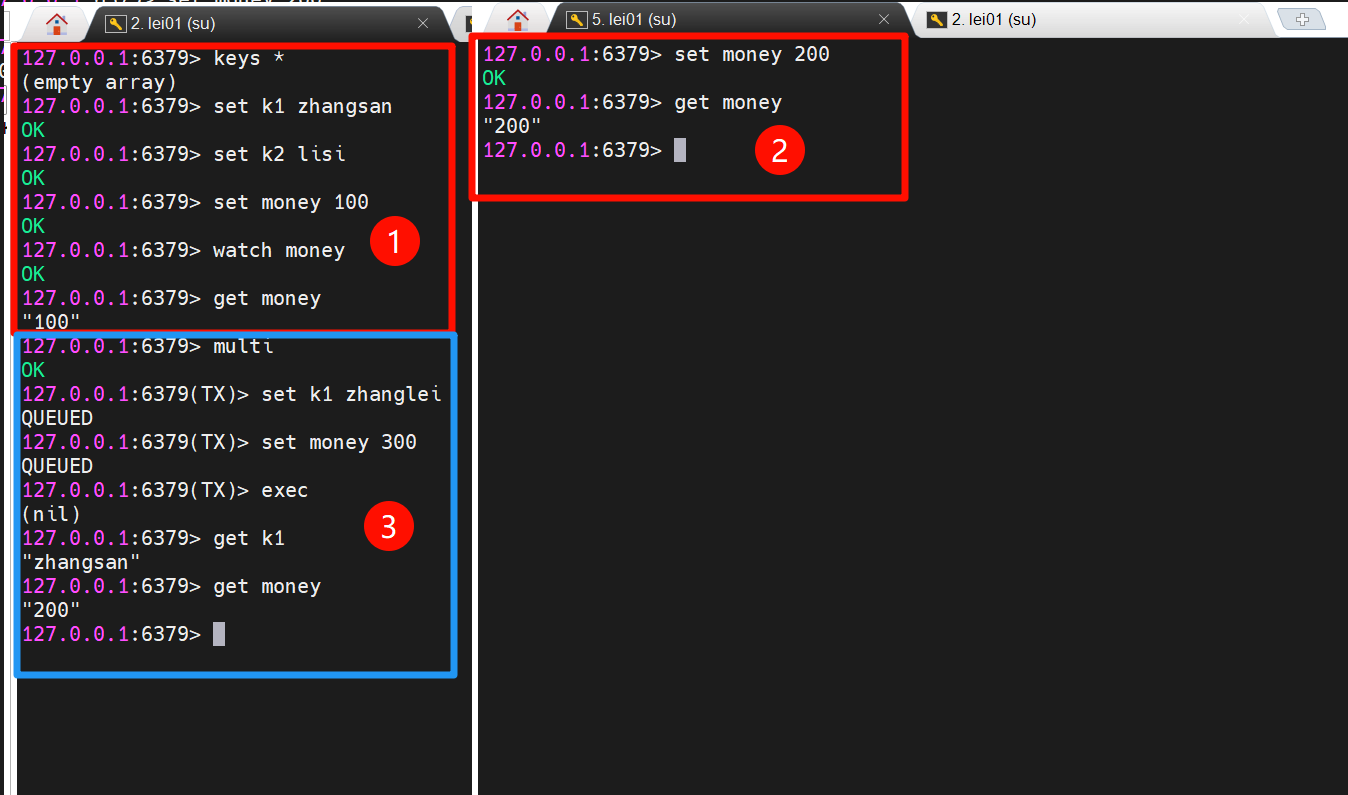 2. lei01 (su)
127.0.0.1:6379> keys *
(empty array)
127.0.0.1:6379> set k1 zhangsan
OK
127.0.0.1:6379> set k2 lisi
OK
127.0.0.1:6379> set money 100
OK
127.0.0.1:6379> watch money
OK
127.0.0.1:6379> get money
"100"
1
127.0.0.1:6379> multi
OK
127.0.0.1:6379(TX)> set k1 zhanglei
QUEUED
127.0.0.1:6379(TX)> set money 300
QUEUED
127.0.0.1:6379(TX)> exec
(nil)
127.0.0.1:6379> get k1
"zhangsan"
127.0.0.1:6379> get money
"200"
127.0.0.1:6379>
3
5. lei01 (su)
2. lei01 (su)
127.0.0.1:6379> set money 200
OK
127.0.0.1:6379> get money
"200"
127.0.0.1:6379>
2